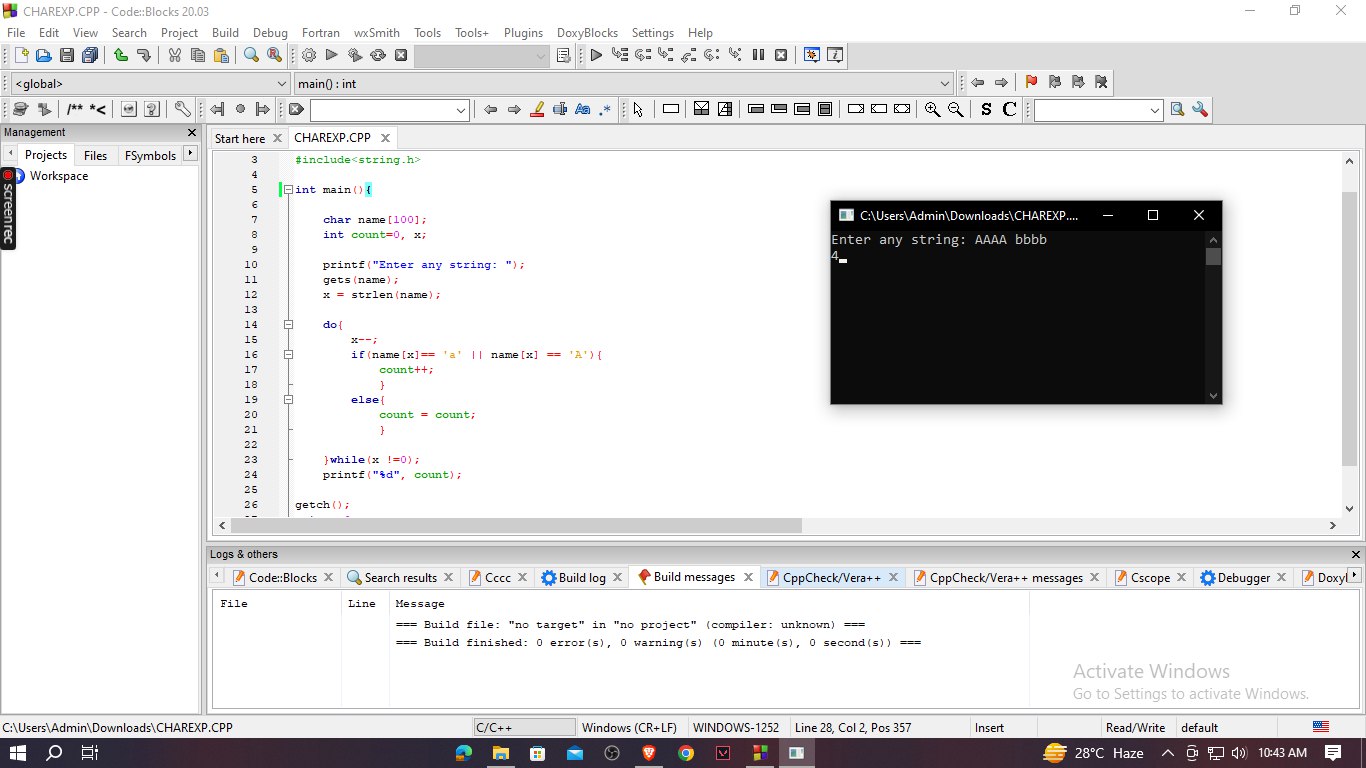 CHAREXP.CPP - Code::Blocks 20.03
File Edit View Search Project Build Debug Fortran wxSmith Tools Tools+ Plugins DoxyBlocks Settings Help
<global> main() : int
/** *< Aa .* S C
Management
Projects Files FSymbols
Workspace
screenrec
Start here CHAREXP.CPP
3 #include<string.h>
4
5 int main(){
6
7 char name[100];
8 int count=0, x;
9
10 printf("Enter any string: ");
11 gets(name);
12 x = strlen(name);
13
14 do{
15 x--;
16 if(name[x]== 'a' || name[x] == 'A'){
17 count++;
18 }
19 else{
20 count = count;
21 }
22
23 }while(x !=0);
24 printf("%d", count);
25
26 getch();
C:\Users\Admin\Downloads\CHAREXP....
Enter any string: AAAA bbbb
4
Logs & others
Code::Blocks Search results Cccc Build log Build messages CppCheck/Vera++ CppCheck/Vera++ messages Cscope Debugger Doxyl
File Line Message
=== Build file: "no target" in "no project" (compiler: unknown) ===
=== Build finished: 0 error(s), 0 warning(s) (0 minute(s), 0 second(s)) ===
Activate Windows
Go to Settings to activate Windows.
C:\Users\Admin\Downloads\CHAREXP.CPP C/C++ Windows (CR+LF) WINDOWS-1252 Line 28, Col 2, Pos 357 Insert Read/Write default
28°C Haze 10:43 AM